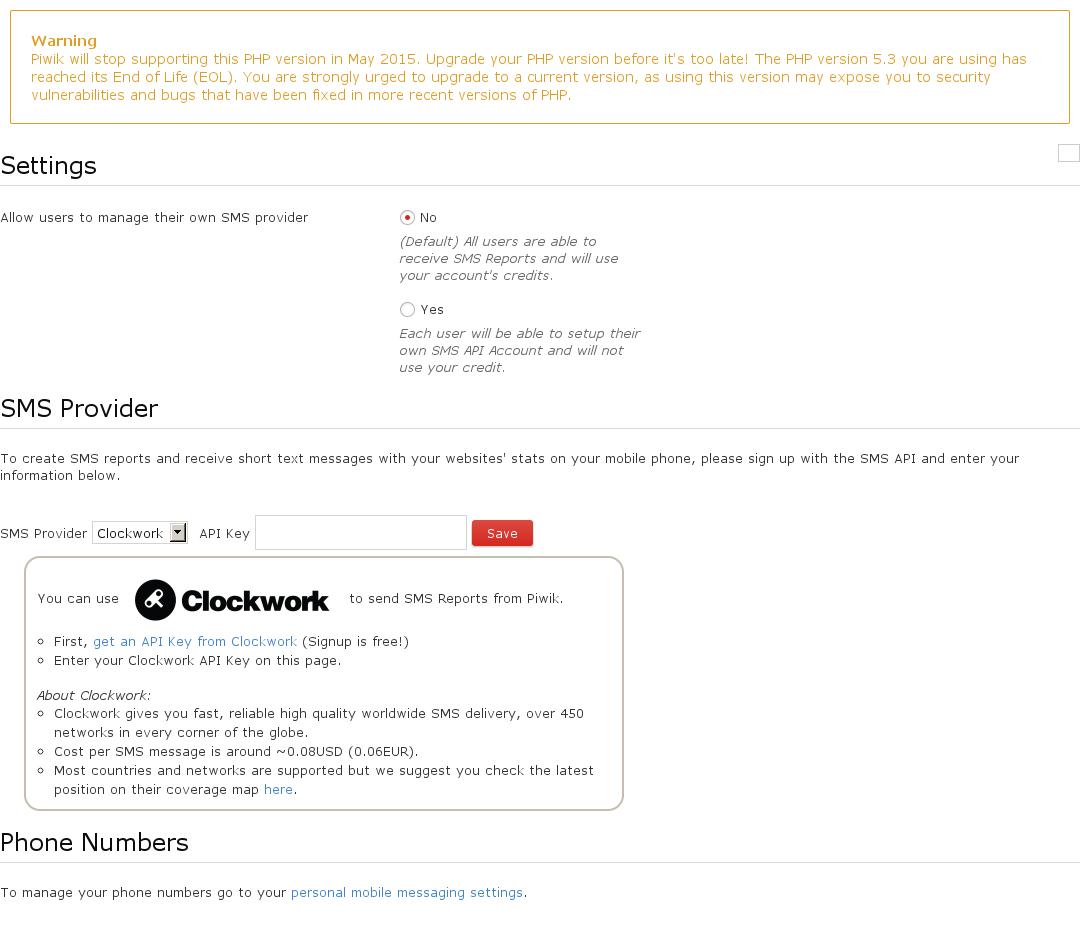 Warning
Piwik will stop supporting this PHP version in May 2015. Upgrade your PHP version before it's too late! The PHP version 5.3 you are using has
reached its End of Life (EOL). You are strongly urged to upgrade to a current version, as using this version may expose you to security
vulnerabilities and bugs that have been fixed in more recent versions of PHP.
Settings
Allow users to manage their own SMS provider
No
(Default) All users are able to
receive SMS Reports and will use
your account's credits.
Yes
Each user will be able to setup their
own SMS API Account and will not
use your credit.
SMS Provider
To create SMS reports and receive short text messages with your websites' stats on your mobile phone, please sign up with the SMS API and enter your
information below.
SMS Provider Clockwork API Key Save
You can use Clockwork to send SMS Reports from Piwik.
First, get an API Key from Clockwork (Signup is free!)
Enter your Clockwork API Key on this page.
About Clockwork:
Clockwork gives you fast, reliable high quality worldwide SMS delivery, over 450
networks in every corner of the globe.
Cost per SMS message is around ~0.08USD (0.06EUR).
Most countries and networks are supported but we suggest you check the latest
position on their coverage map here.
Phone Numbers
To manage your phone numbers go to your personal mobile messaging settings.